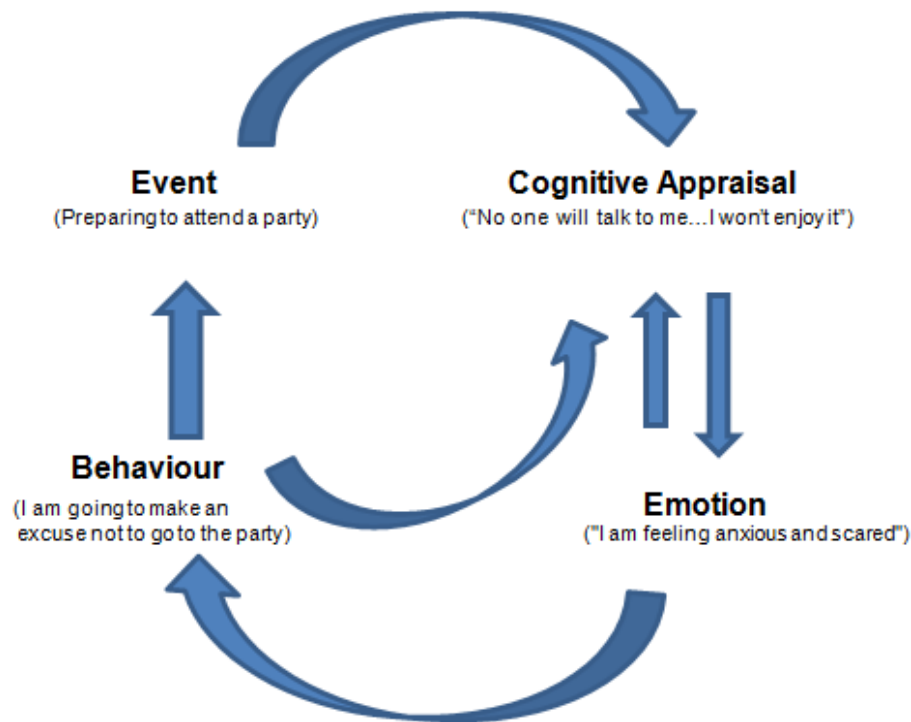 Event
(Preparing to attend a party)
Cognitive Appraisal
(“No one will talk to me…I won't enjoy it”)
Behaviour
(I am going to make an
excuse not to go to the party)
Emotion
("I am feeling anxious and scared")